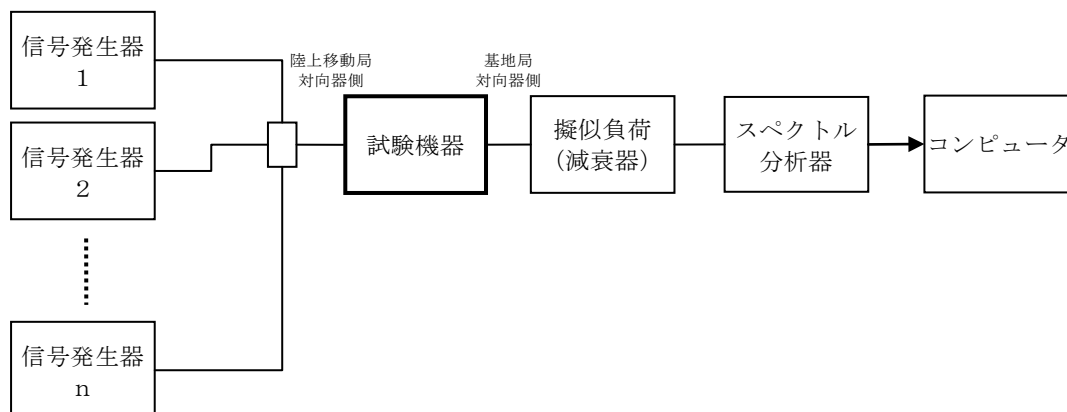 信号発生器
1
陸上移動局
対向器側
基地局
対向器側
信号発生器
2
試験機器
擬似負荷
(減衰器)
スペクトル
分析器
コンピュータ
信号発生器
n